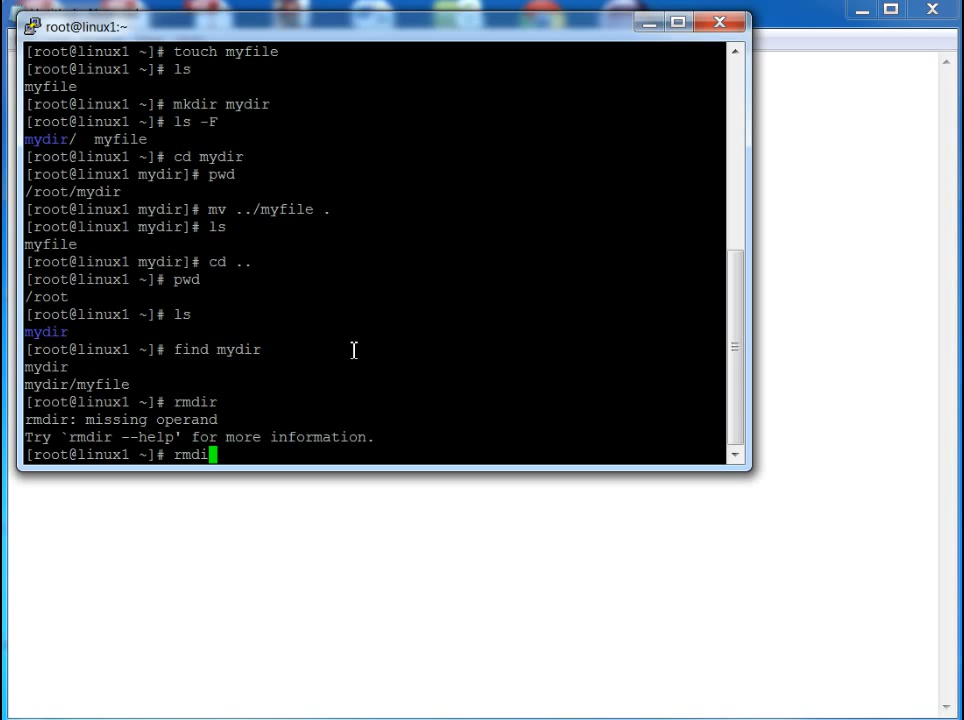 root@linux1:~
[root@linux1 ~]# touch myfile
[root@linux1 ~]# ls
myfile
[root@linux1 ~]# mkdir mydir
[root@linux1 ~]# ls -F
mydir/  myfile
[root@linux1 ~]# cd mydir
[root@linux1 mydir]# pwd
/root/mydir
[root@linux1 mydir]# mv ../myfile .
[root@linux1 mydir]# ls
myfile
[root@linux1 mydir]# cd ..
[root@linux1 ~]# pwd
/root
[root@linux1 ~]# ls
mydir
[root@linux1 ~]# find mydir
mydir
mydir/myfile
[root@linux1 ~]# rmdir
rmdir: missing operand
Try `rmdir --help' for more information.
[root@linux1 ~]# rmdi